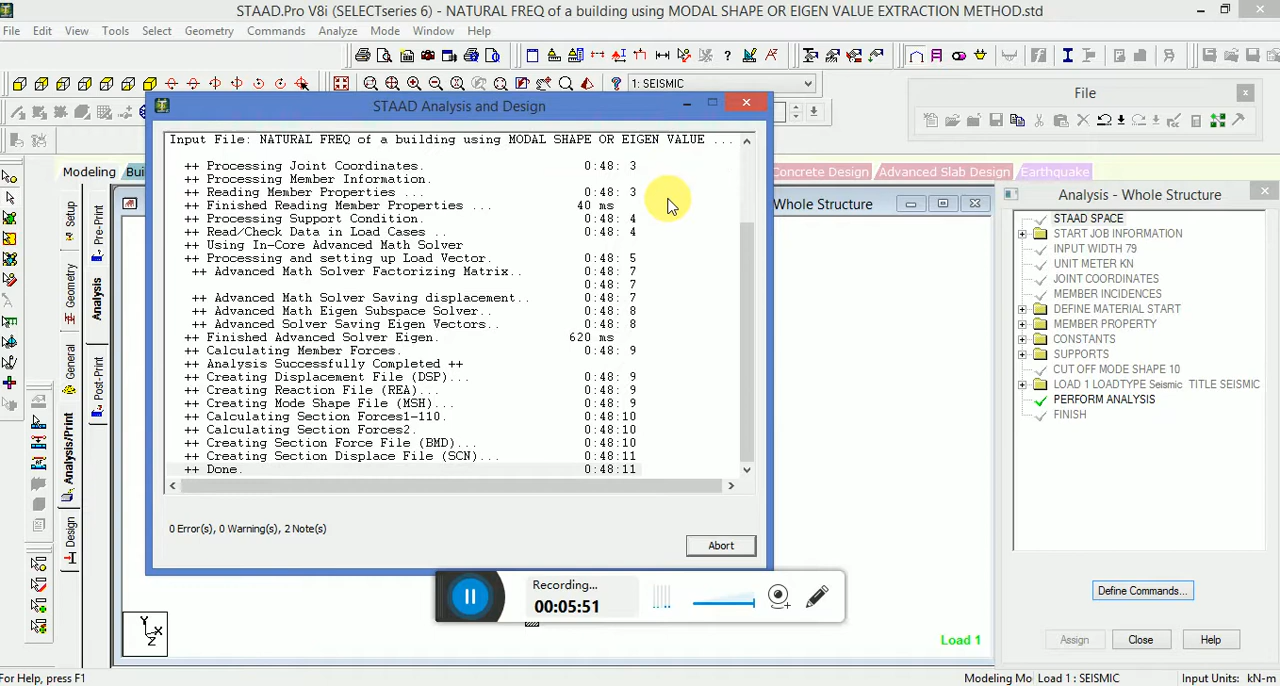 STAAD.Pro V8i (SELECTseries 6) - NATURAL FREQ of a building using MODAL SHAPE OR EIGEN VALUE EXTRACTION METHOD.std
File Edit View Tools Select Geometry Commands Analyze Mode Window Help
1: SEISMIC
File
STAAD Analysis and Design
Input File: NATURAL FREQ of a building using MODAL SHAPE OR EIGEN VALUE ...
++ Processing Joint Coordinates. 0:48: 3
++ Processing Member Information.
++ Reading Member Properties ... 0:48: 3
++ Finished Reading Member Properties ... 40 ms
++ Processing Support Condition. 0:48: 4
++ Read/Check Data in Load Cases .. 0:48: 4
++ Using In-Core Advanced Math Solver
++ Processing and setting up Load Vector. 0:48: 5
++ Advanced Math Solver Factorizing Matrix.. 0:48: 7
0:48: 7
++ Advanced Math Solver Saving displacement.. 0:48: 7
++ Advanced Math Eigen Subspace Solver.. 0:48: 8
++ Advanced Solver Saving Eigen Vectors.. 0:48: 8
++ Finished Advanced Solver Eigen. 620 ms
++ Calculating Member Forces. 0:48: 9
++ Analysis Successfully Completed ++
++ Creating Displacement File (DSP)... 0:48: 9
++ Creating Reaction File (REA)... 0:48: 9
++ Creating Mode Shape File (MSH)... 0:48: 9
++ Calculating Section Forces1-110. 0:48:10
++ Calculating Section Forces2. 0:48:10
++ Creating Section Force File (BMD)... 0:48:10
++ Creating Section Displace File (SCN)... 0:48:11
++ Done. 0:48:11
0 Error(s), 0 Warning(s), 2 Note(s)
Abort
Modeling
Concrete Design
Advanced Slab Design
Earthquake
Whole Structure
Setup
Geometry
General
Analysis/Print
Design
Pre-Print
Analysis
Post-Print
Analysis - Whole Structure
STAAD SPACE
START JOB INFORMATION
INPUT WIDTH 79
UNIT METER KN
JOINT COORDINATES
MEMBER INCIDENCES
DEFINE MATERIAL START
MEMBER PROPERTY
CONSTANTS
SUPPORTS
CUT OFF MODE SHAPE 10
LOAD 1 LOADTYPE Seismic TITLE SEISMIC
PERFORM ANALYSIS
FINISH
Define Commands...
Assign Close Help
Recording...
00:05:51
Y
X
Z
Load 1
For Help, press F1
Modeling Mo Load 1 : SEISMIC Input Units: kN-m